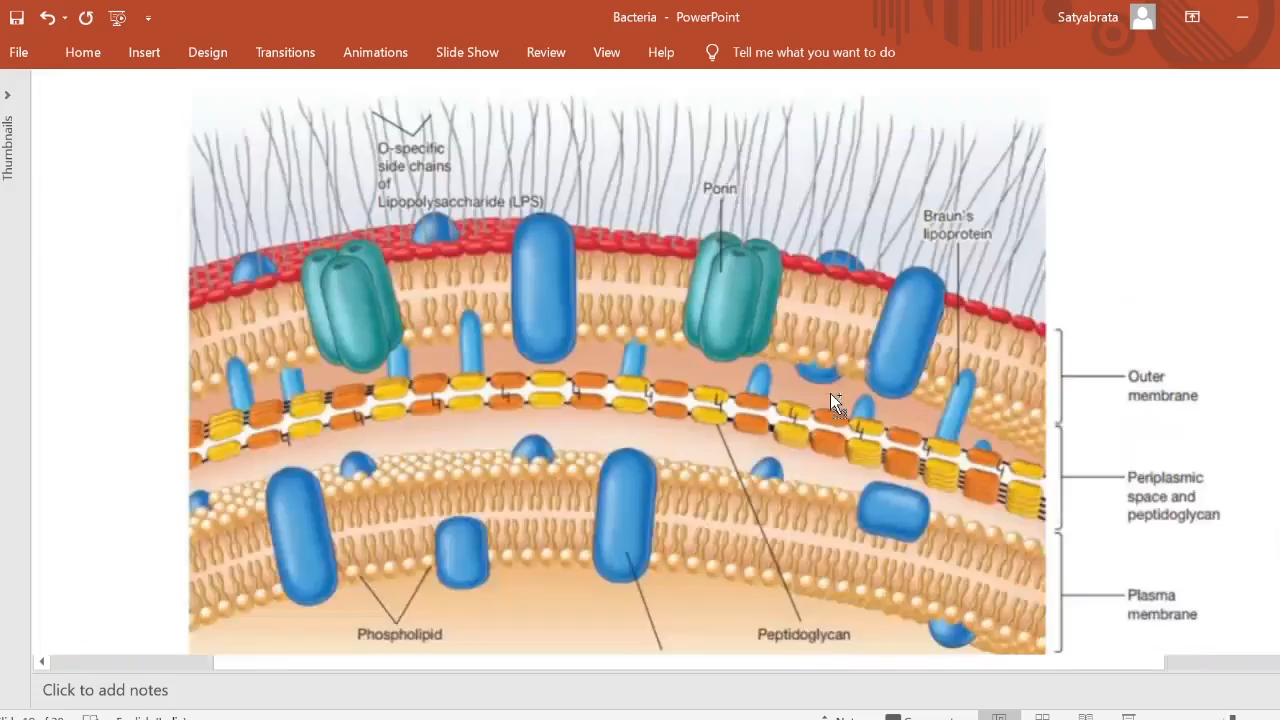 Bacteria - PowerPoint
Satyabrata
File Home Insert Design Transitions Animations Slide Show Review View Help Tell me what you want to do
Thumbnails
O-specific
side chains
of
Lipopolysaccharide (LPS)
Porin
Braun's
lipoprotein
Outer
membrane
Periplasmic
space and
peptidoglycan
Plasma
membrane
Phospholipid
Peptidoglycan
Click to add notes